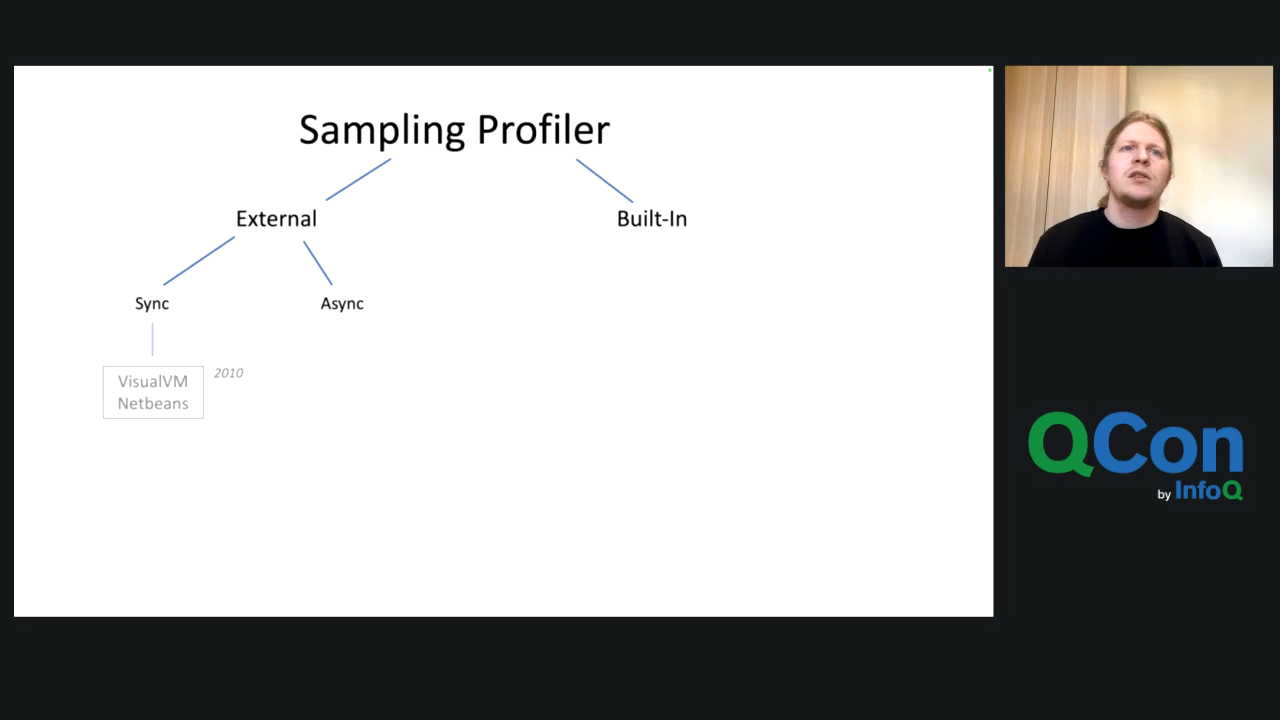 Sampling Profiler
External
Built-In
Sync
Async
VisualVM
Netbeans
2010
QCon
by InfoQ